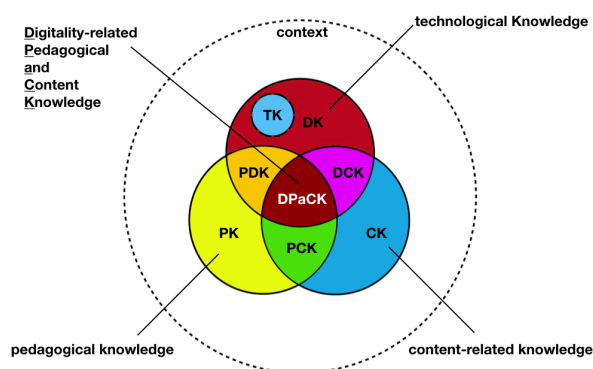 Digitality-related
Pedagogical
and
Content
Knowledge
context
technological Knowledge
TK
DK
PDK
DCK
DPaCK
PK
PCK
CK
pedagogical knowledge
content-related knowledge